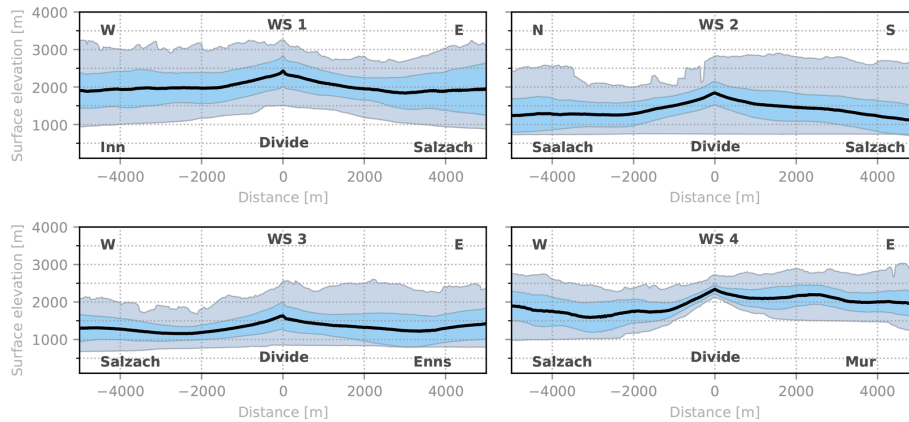 W WS 1 E
Surface elevation [m]
4000
3000
2000
1000
Inn Divide Salzach
−4000 −2000 0 2000 4000
Distance [m]
N WS 2 S
Saalach Divide Salzach
−4000 −2000 0 2000 4000
Distance [m]
W WS 3 E
Surface elevation [m]
4000
3000
2000
1000
Salzach Divide Enns
−4000 −2000 0 2000 4000
Distance [m]
W WS 4 E
Salzach Divide Mur
−4000 −2000 0 2000 4000
Distance [m]